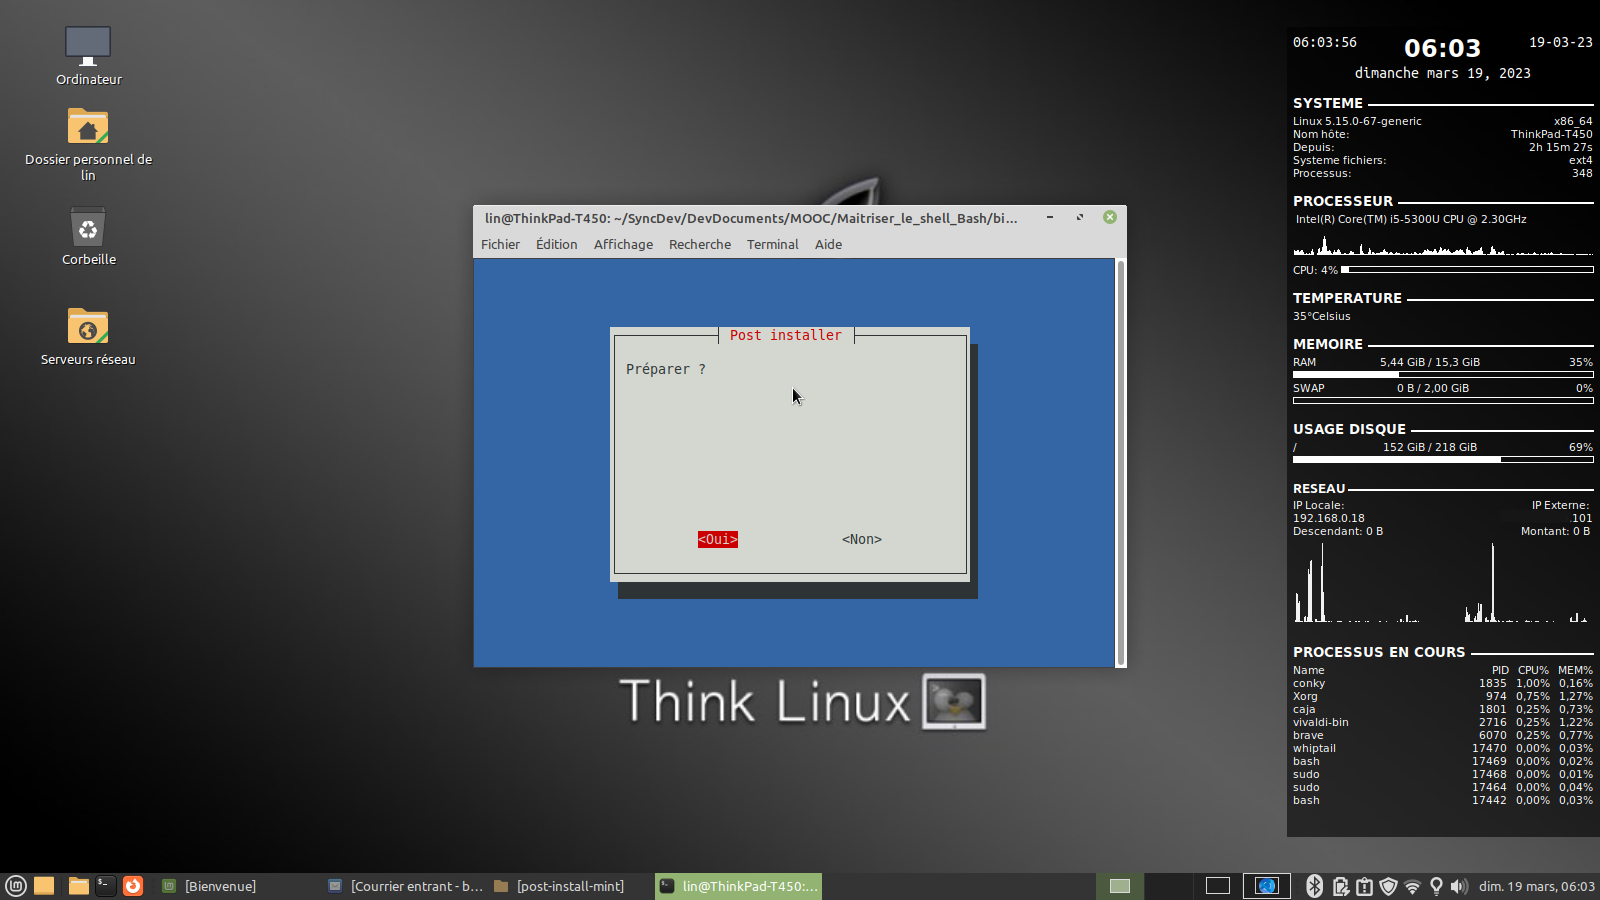 Ordinateur
Dossier personnel de
lin
Corbeille
Serveurs réseau
lin@ThinkPad-T450: ~/SyncDev/DevDocuments/MOOC/Maitriser_le_shell_Bash/bi...
Fichier Édition Affichage Recherche Terminal Aide
Post installer
Préparer ?
<Oui> <Non>
Think Linux
06:03:56 06:03 19-03-23
dimanche mars 19, 2023
SYSTEME
Linux 5.15.0-67-generic x86_64
Nom hôte: ThinkPad-T450
Depuis: 2h 15m 27s
Systeme fichiers: ext4
Processus: 348
PROCESSEUR
Intel(R) Core(TM) i5-5300U CPU @ 2.30GHz
CPU: 4%
TEMPERATURE
35°Celsius
MEMOIRE
RAM 5,44 GiB / 15,3 GiB 35%
SWAP 0 B / 2,00 GiB 0%
USAGE DISQUE
/ 152 GiB / 218 GiB 69%
RESEAU
IP Locale: IP Externe:
192.168.0.18 .101
Descendant: 0 B Montant: 0 B
PROCESSUS EN COURS
Name PID CPU% MEM%
conky 1835 1,00% 0,16%
Xorg 974 0,75% 1,27%
caja 1801 0,25% 0,73%
vivaldi-bin 2716 0,25% 1,22%
brave 6070 0,25% 0,77%
whiptail 17470 0,00% 0,03%
bash 17469 0,00% 0,02%
sudo 17468 0,00% 0,01%
sudo 17464 0,00% 0,04%
bash 17442 0,00% 0,03%
[Bienvenue] [Courrier entrant - b... [post-install-mint] lin@ThinkPad-T450:... dim. 19 mars, 06:03